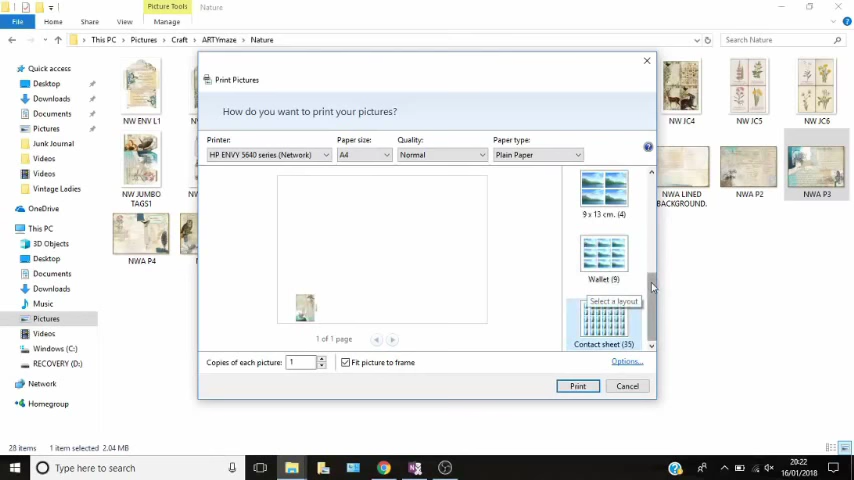 Picture Tools
Nature
File
Home
Share
View
Manage
This PC
Pictures
Craft
ARTYmaze
Nature
Search Nature
Quick access
Desktop
Downloads
Documents
Pictures
Junk Journal
Videos
Videos
Vintage Ladies
OneDrive
This PC
3D Objects
Desktop
Documents
Downloads
Music
Pictures
Videos
Windows (C:)
RECOVERY (D:)
Network
Homegroup
NW ENV L1
NW JUMBO
TAGS1
NWA P4
Print Pictures
How do you want to print your pictures?
Printer:
Paper size:
Quality:
Paper type:
HP ENVY 5640 series (Network)
A4
Normal
Plain Paper
9 x 13 cm. (4)
Wallet (9)
Select a layout
Contact sheet (35)
1 of 1 page
Copies of each picture:
1
Fit picture to frame
Options...
Print
Cancel
NW JC4
NW JC5
NW JC6
NWA LINED
BACKGROUND.
NWA P2
NWA P3
28 items
1 item selected 2.04 MB
Type here to search
20:22
16/01/2018